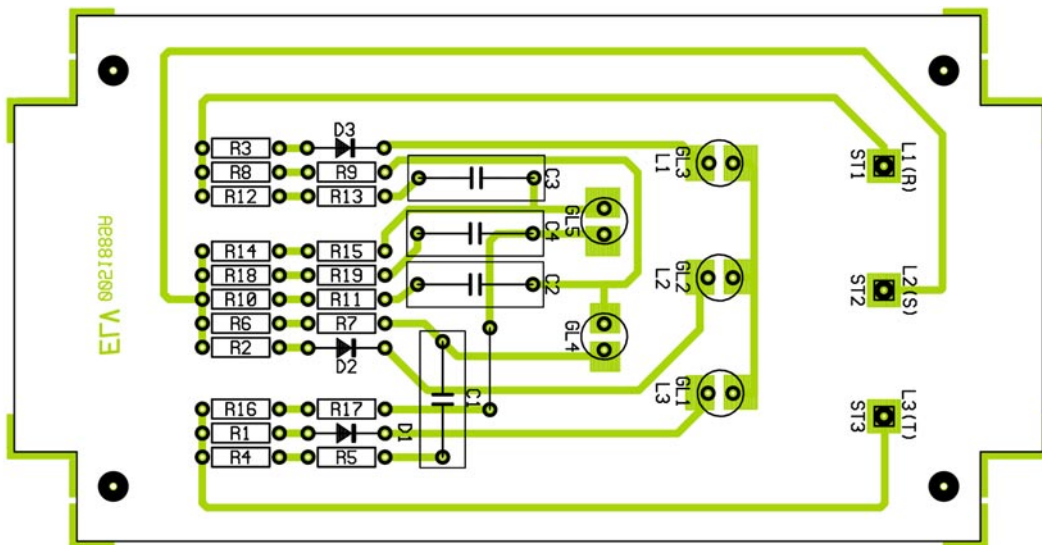 D3
R3
R8 R9
R12 R13
C3
GL3
L1
ST1
L1(R)
GL5
C4
R14 R15
R18 R19
R10 R11
C2
GL2
L2
ST2
L2(S)
R6 R7
R2
D2
GL4
C1
GL1
L3
ST3
L3(T)
R16 R17
R1
D1
R4 R5
ELV